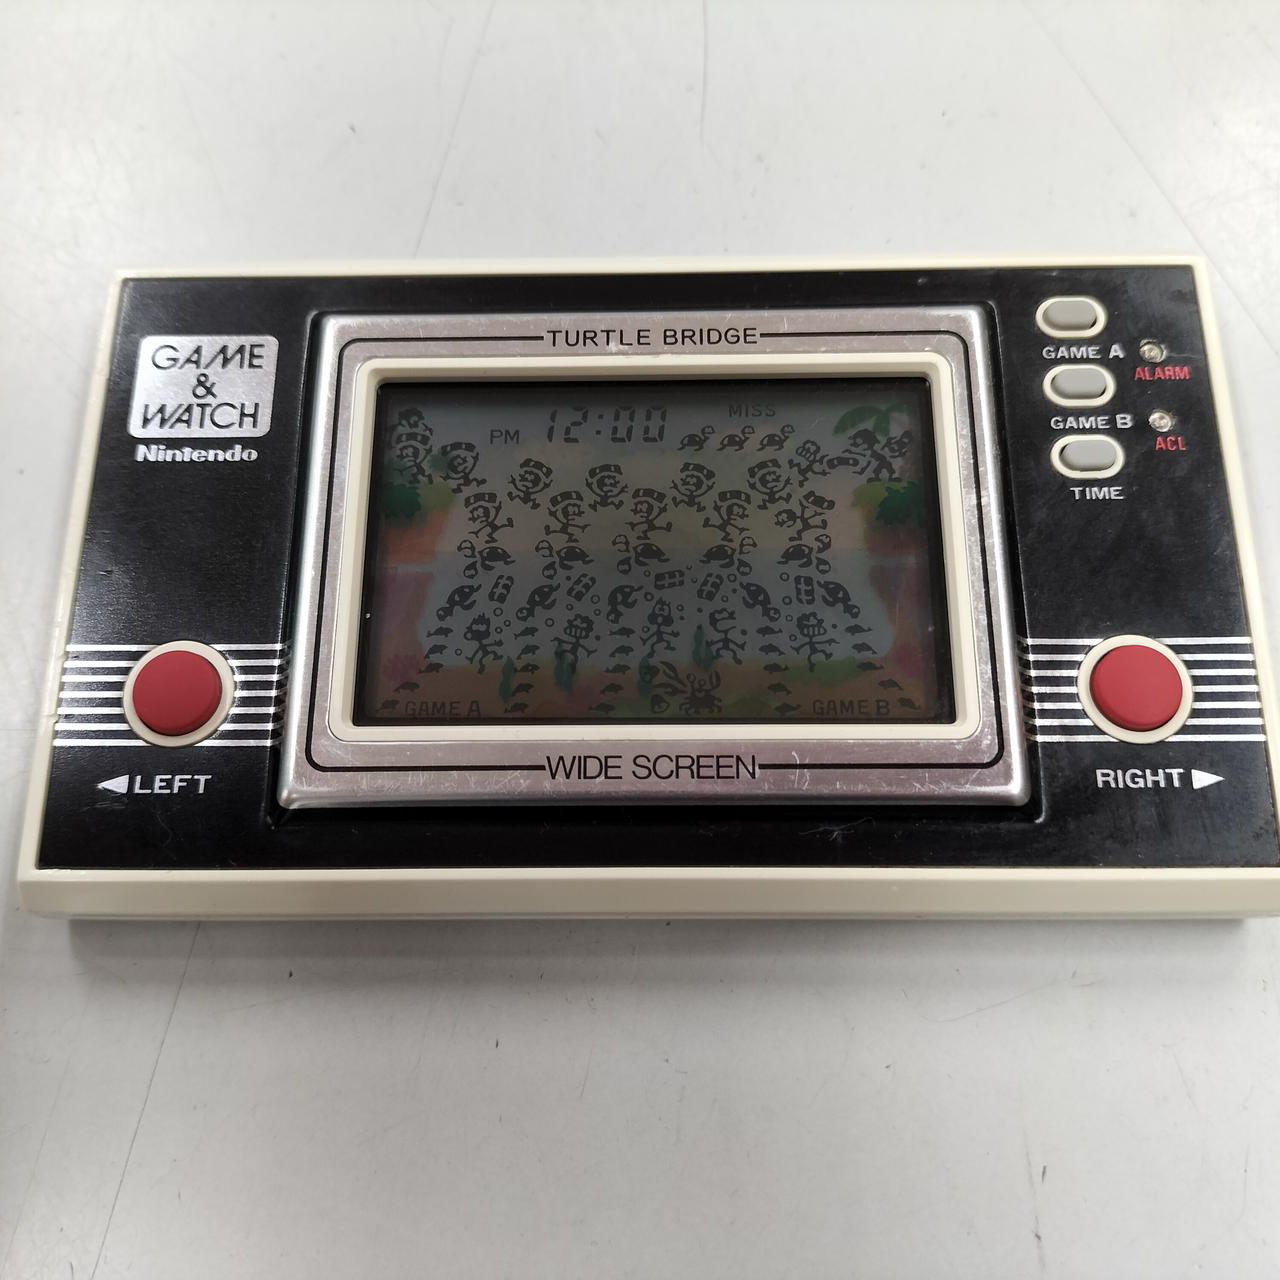 TURTLE BRIDGE
GAME
&
WATCH
Nintendo
PM 12:00
MISS
GAME A
ALARM
GAME B
ACL
TIME
GAME A
GAME B
WIDE SCREEN
LEFT
RIGHT